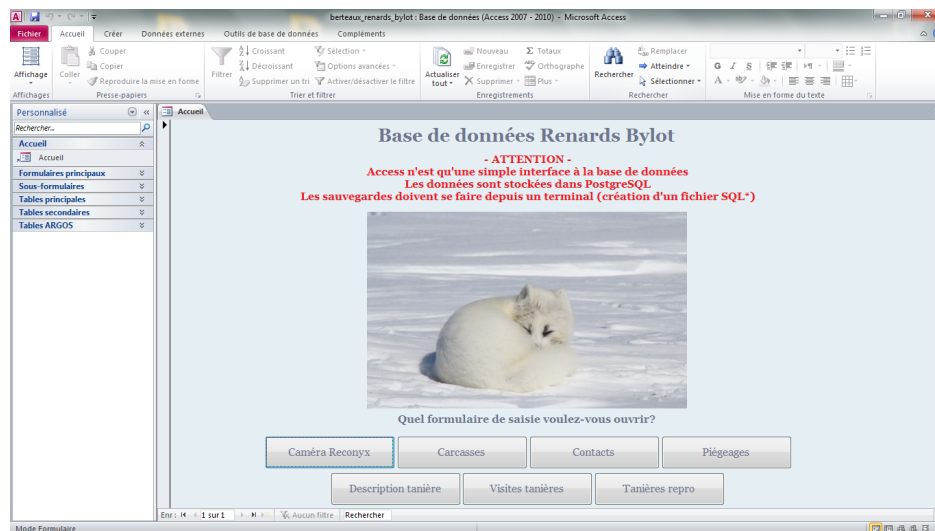 berteaux_renards_bylot : Base de données (Access 2007 - 2010) - Microsoft Access
Fichier Accueil Créer Données externes Outils de base de données Compléments
Affichage
Coller
Couper
Copier
Reproduire la mise en forme
Filtrer
Croissant
Décroissant
Supprimer un tri
Sélection
Options avancées
Activer/désactiver le filtre
Actualiser
tout
Nouveau
Enregistrer
Supprimer
Totaux
Orthographe
Plus
Rechercher
Remplacer
Atteindre
Sélectionner
G I S
A
Affichages Presse-papiers Trier et filtrer Enregistrements Rechercher Mise en forme du texte
Personnalisé
Rechercher...
Accueil
Accueil
Formulaires principaux
Sous-formulaires
Tables principales
Tables secondaires
Tables ARGOS
Accueil
Base de données Renards Bylot
- ATTENTION -
Access n'est qu'une simple interface à la base de données
Les données sont stockées dans PostgreSQL
Les sauvegardes doivent se faire depuis un terminal (création d'un fichier SQL*)
Quel formulaire de saisie voulez-vous ouvrir?
Caméra Reconyx Carcasses Contacts Piégeages
Description tanière Visites tanières Tanières repro
Enr : 1 sur 1 Aucun filtre Rechercher
Mode Formulaire